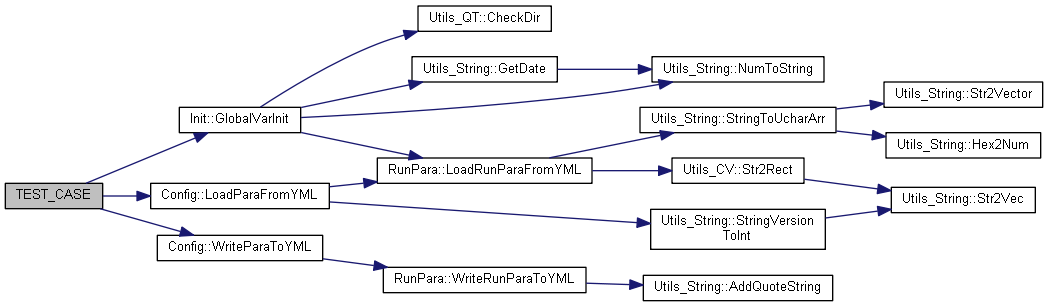 Utils_QT::CheckDir
Utils_String::GetDate
Utils_String::NumToString
Utils_String::Str2Vector
Init::GlobalVarInit
Utils_String::StringToUcharArr
Utils_String::Hex2Num
RunPara::LoadRunParaFromYML
Utils_CV::Str2Rect
TEST_CASE
Config::LoadParaFromYML
Utils_String::Str2Vec
Utils_String::StringVersion
ToInt
Config::WriteParaToYML
RunPara::WriteRunParaToYML
Utils_String::AddQuoteString